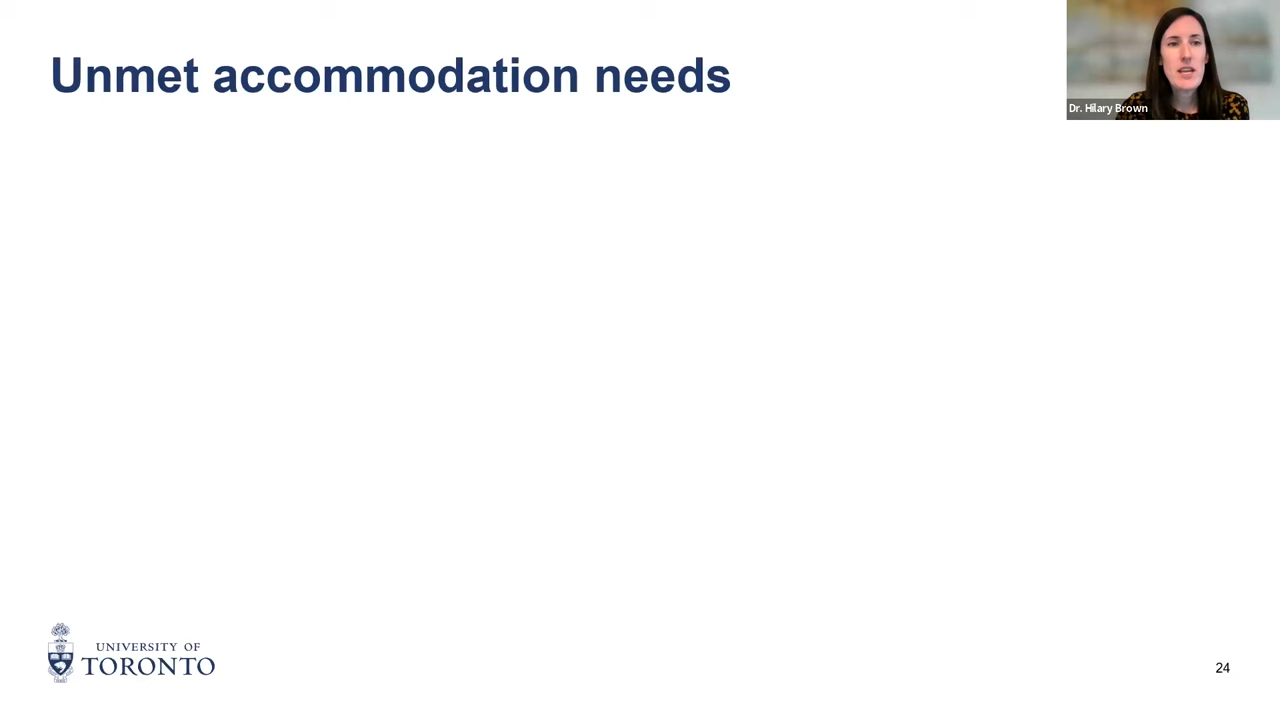 Unmet accommodation needs
Dr. Hilary Brown
UNIVERSITY OF
TORONTO
24